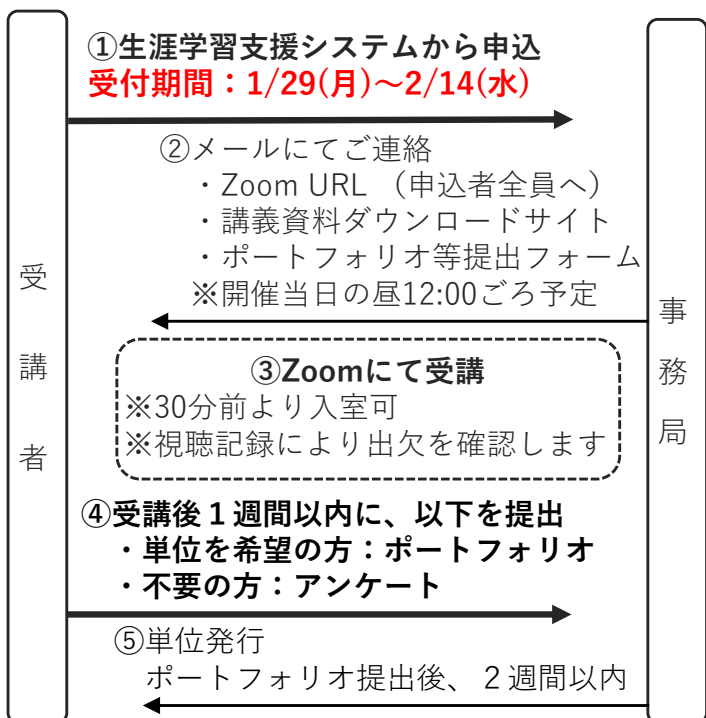 ①生涯学習支援システムから申込
受付期間：1/29(月)～2/14(水)
②メールにてご連絡
・Zoom URL （申込者全員へ）
・講義資料ダウンロードサイト
・ポートフォリオ等提出フォーム
※開催当日の昼12:00ごろ予定
受講者
事務局
③Zoomにて受講
※30分前より入室可
※視聴記録により出欠を確認します
④受講後１週間以内に、以下を提出
・単位を希望の方：ポートフォリオ
・不要の方：アンケート
⑤単位発行
ポートフォリオ提出後、２週間以内